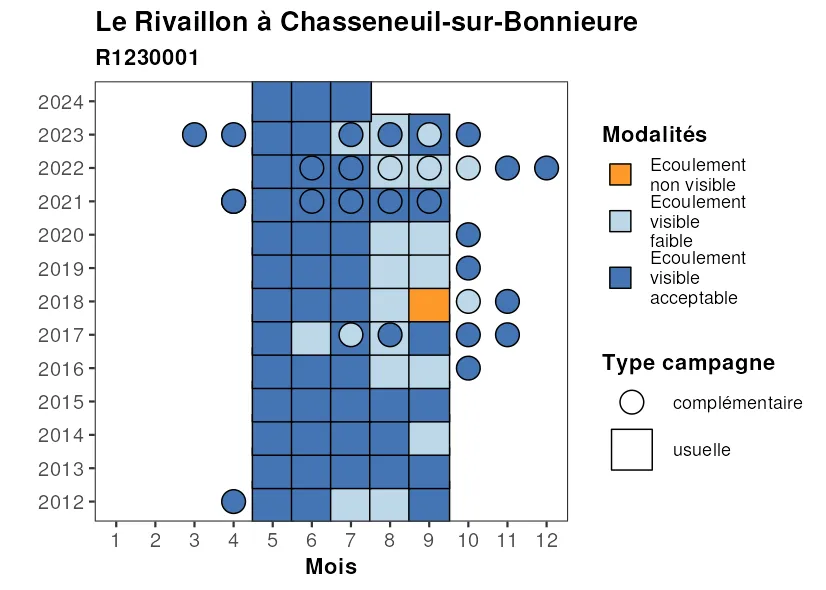 Le Rivaillon à Chasseneuil-sur-Bonnieure
R1230001
2024
2023
2022
2021
2020
2019
2018
2017
2016
2015
2014
2013
2012
1 2 3 4 5 6 7 8 9 10 11 12
Mois
Modalités
Ecoulement
non visible
Ecoulement
visible
faible
Ecoulement
visible
acceptable
Type campagne
complémentaire
usuelle